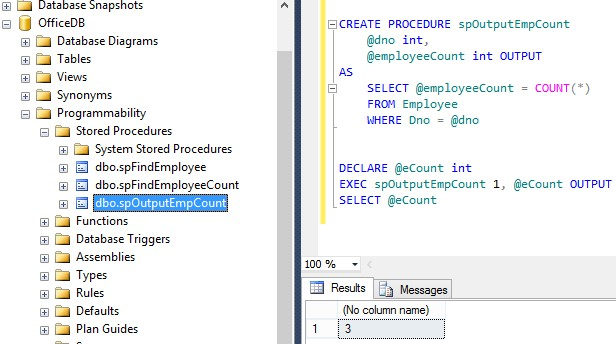 Database Snapshots
OfficeDB
Database Diagrams
Tables
Views
Synonyms
Programmability
Stored Procedures
System Stored Procedures
dbo.spFindEmployee
dbo.spFindEmployeeCount
dbo.spOutputEmpCount
Functions
Database Triggers
Assemblies
Types
Rules
Defaults
Plan Guides
CREATE PROCEDURE spOutputEmpCount
@dno int,
@employeeCount int OUTPUT
AS
SELECT @employeeCount = COUNT(*)
FROM Employee
WHERE Dno = @dno
DECLARE @eCount int
EXEC spOutputEmpCount 1, @eCount OUTPUT
SELECT @eCount
100 %
Results Messages
(No column name)
1 3